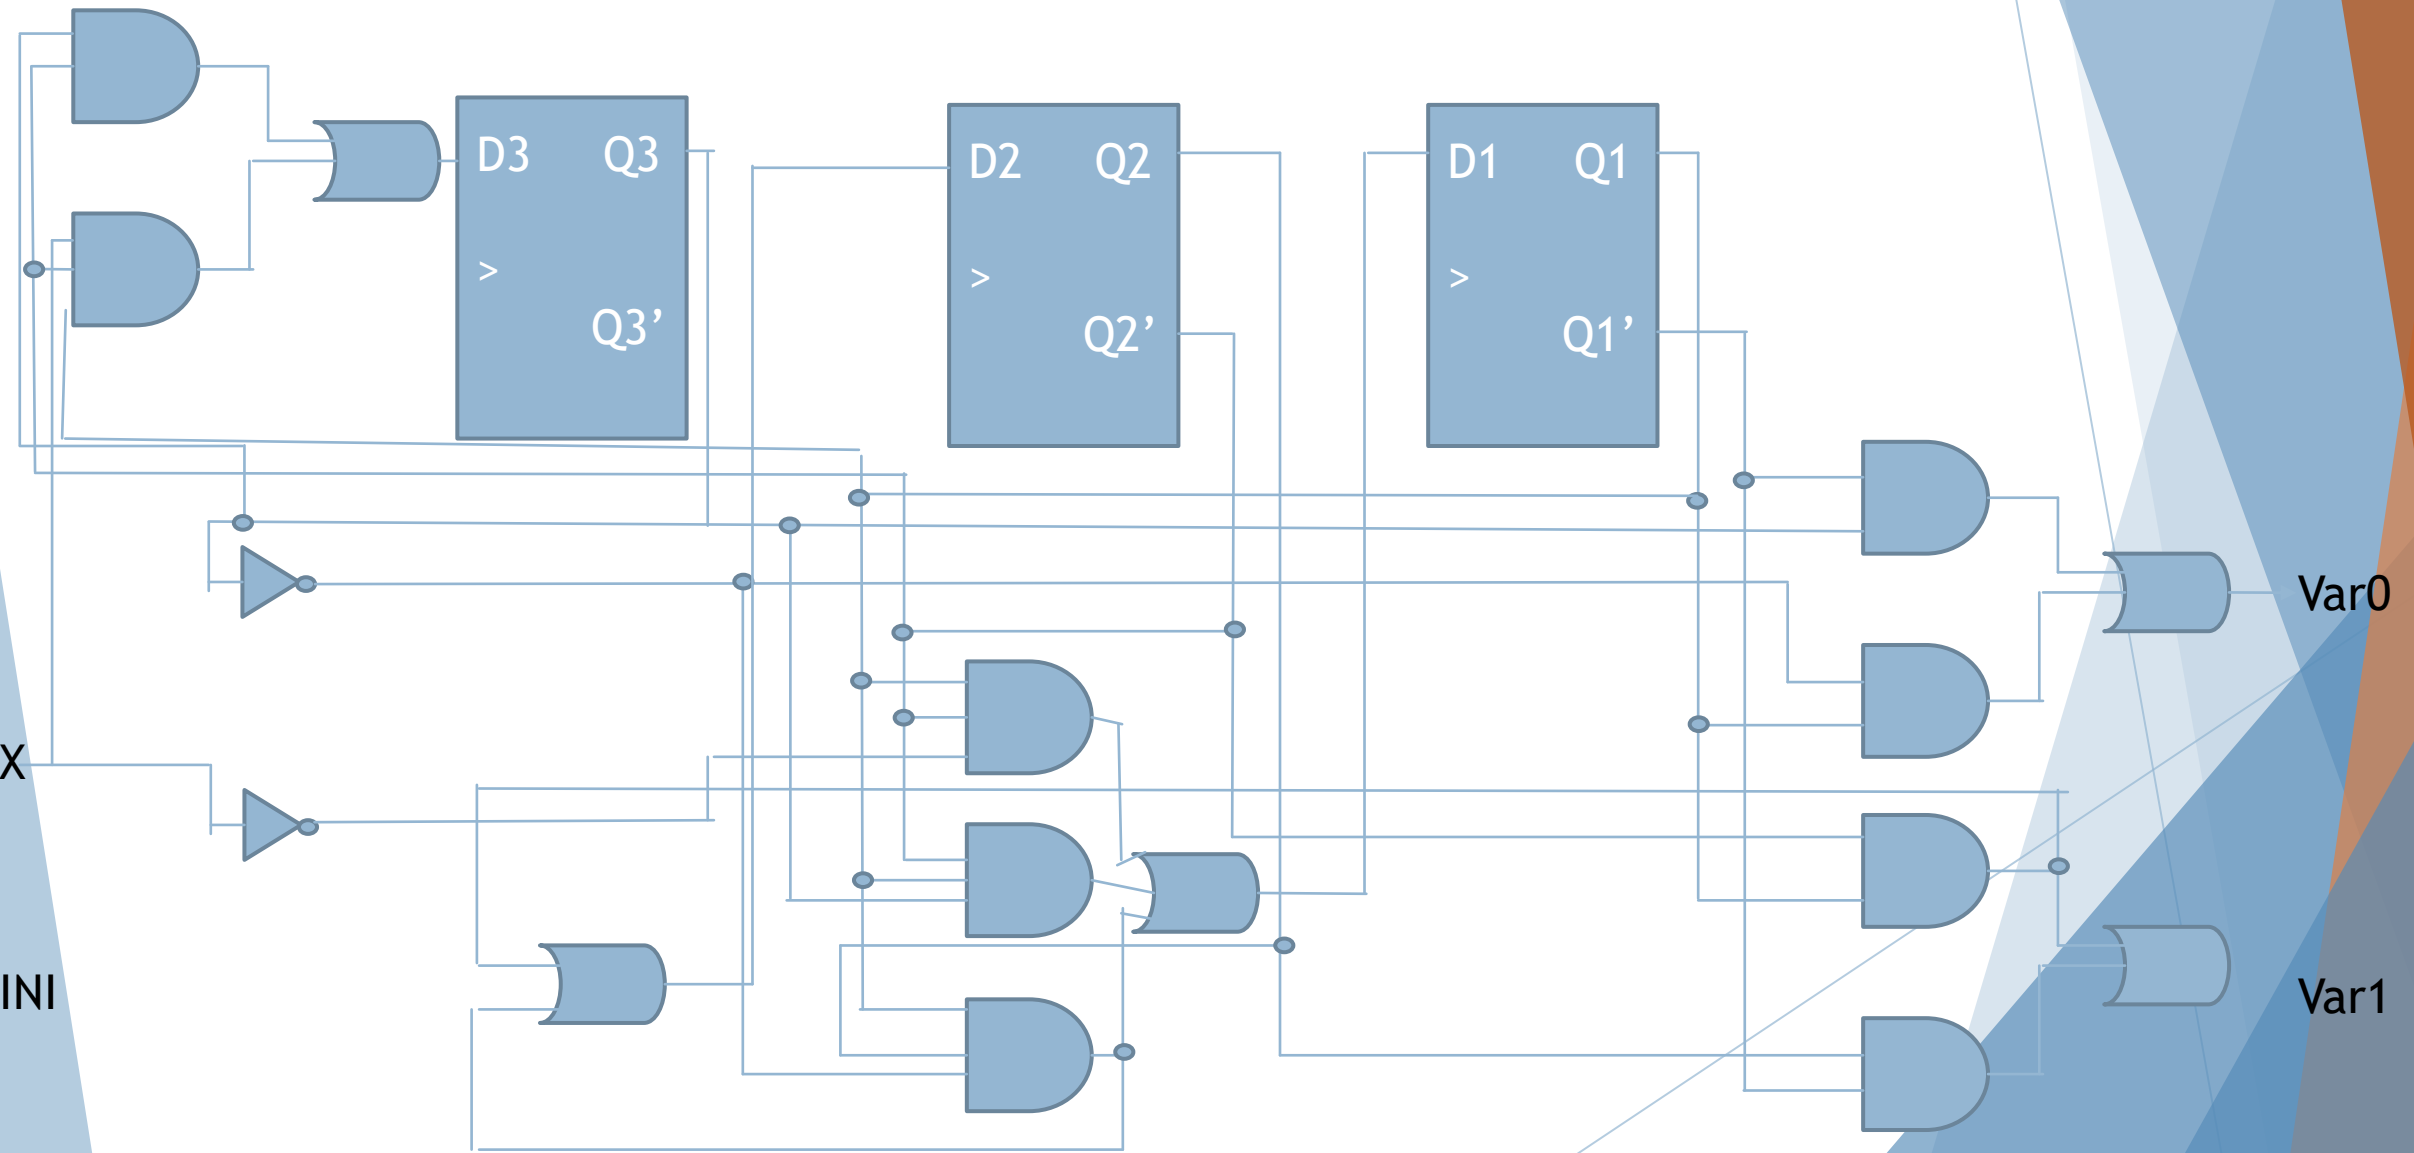 D3 Q3
>
Q3’
D2 Q2
>
Q2’
D1 Q1
>
Q1’
Var0
X
INI
Var1